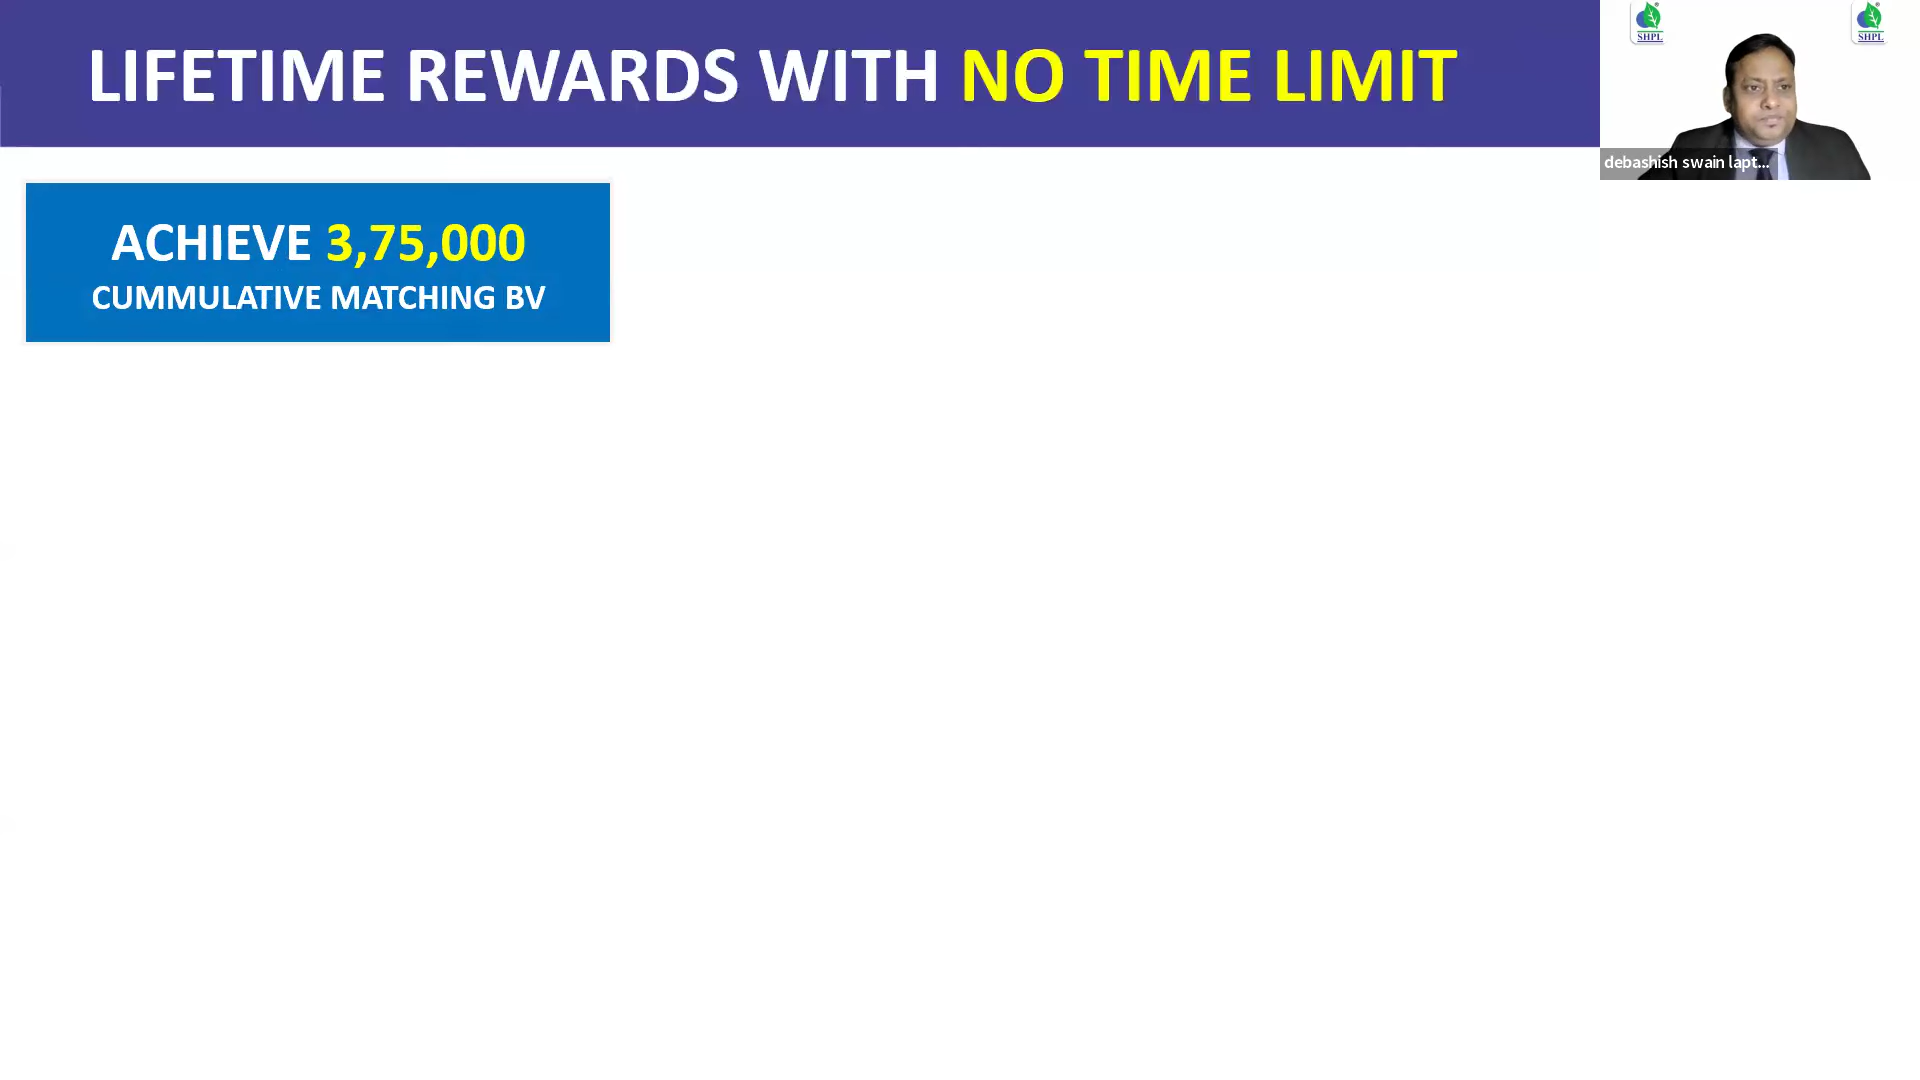 LIFETIME REWARDS WITH NO TIME LIMIT
SHPL
SHPL
debashish swain lapt...
ACHIEVE 3,75,000
CUMMULATIVE MATCHING BV